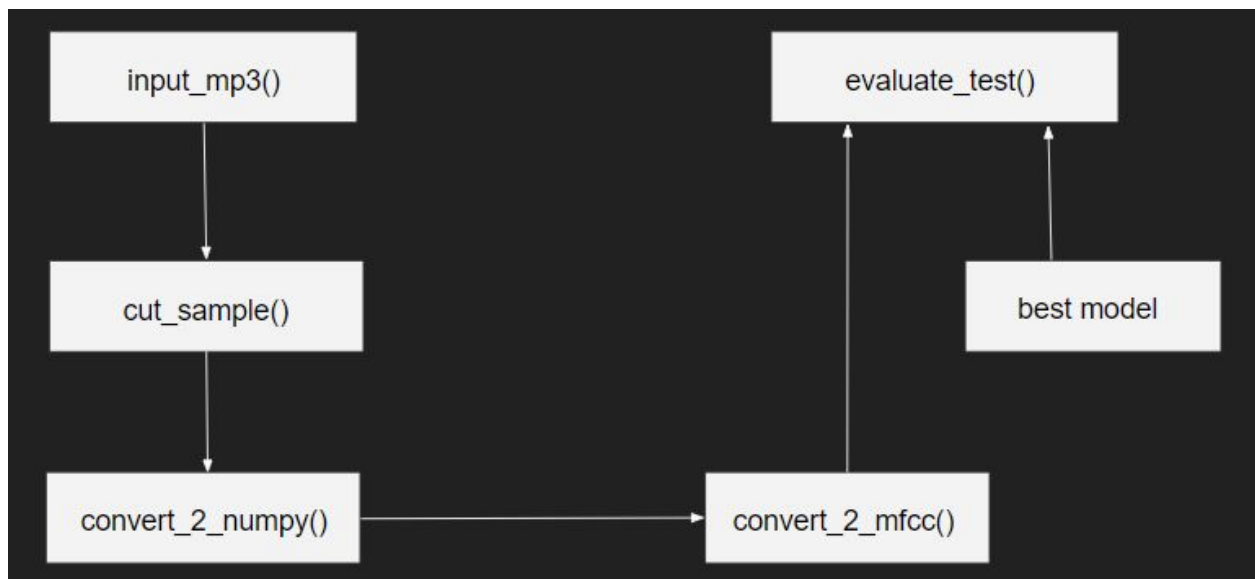 input_mp3()
evaluate_test()
cut_sample()
best model
convert_2_numpy()
convert_2_mfcc()